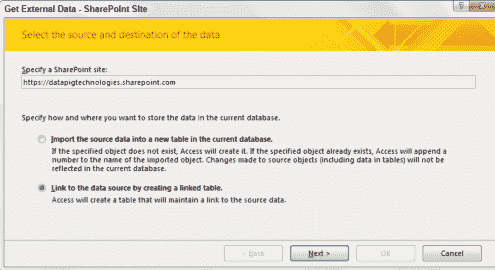 Get External Data - SharePoint Site
Select the source and destination of the data
Specify a SharePoint site:
https://datapigtechnologies.sharepoint.com
Specify how and where you want to store the data in the current database.
Import the source data into a new table in the current database.
If the specified object does not exist, Access will create it. If the specified object already exists, Access will append a
number to the name of the imported object. Changes made to source objects (including data in tables) will not be
reflected in the current database.
Link to the data source by creating a linked table.
Access will create a table that will maintain a link to the source data.
< Back
Next >
OK
Cancel